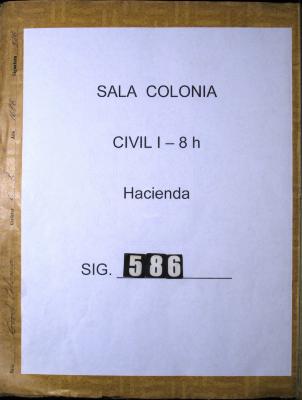 SALA COLONIA
CIVIL I – 8 h
Hacienda
SIG. 586